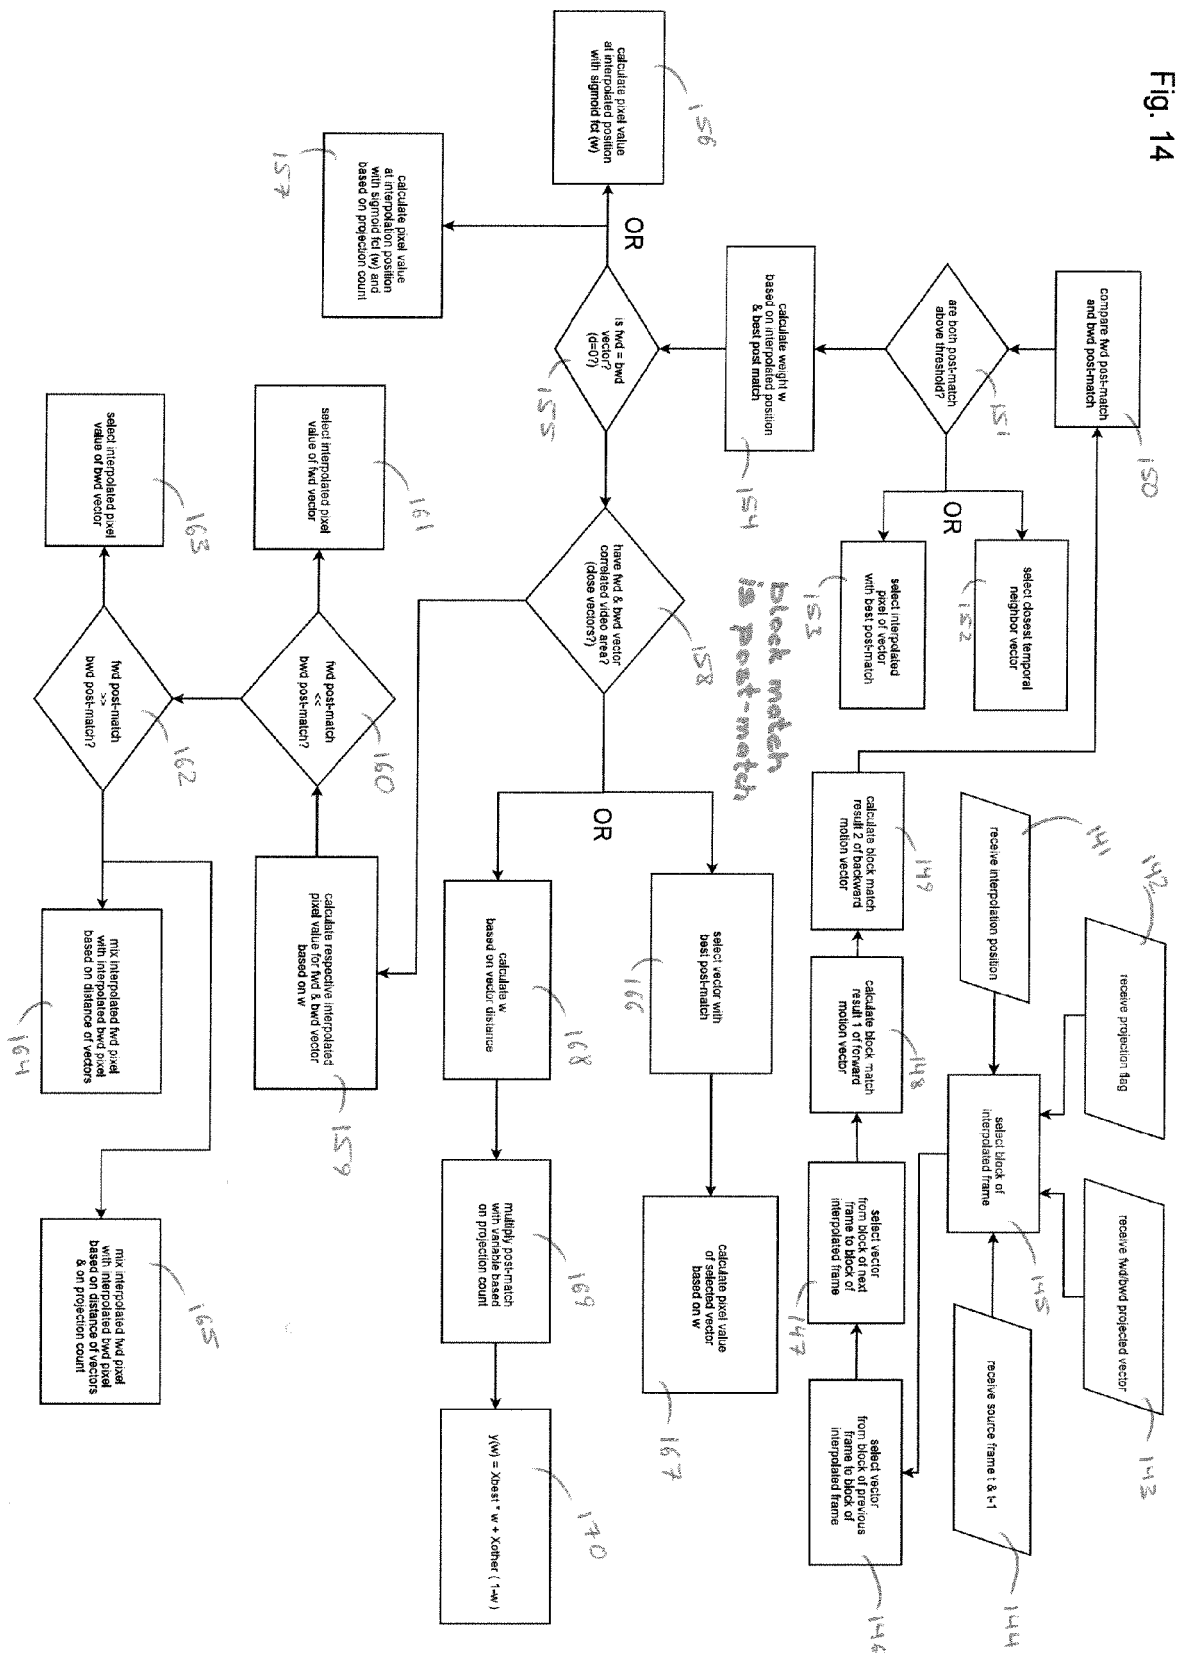 Fig. 14
141
receive interpolation position
142
receive projection flag
143
receive fwd/bwd projected vector
144
receive source frame t & t-1
145
select block of
interpolated frame
146
select vector
from block of previous
frame to block of
interpolated frame
147
select vector
from block of next
frame to block of
interpolated frame
148
calculate block match
result 1 of forward
motion vector
149
calculate block match
result 2 of backward
motion vector
150
compare fwd post-match
and bwd post-match
151
are both post-match
above threshold?
OR
152
select closest temporal
neighbor vector
153
select interpolated
pixel of vector
with best post-match
154
calculate weight w
based on interpolated position
& best post match
block match
is post-match
155
is fwd = bwd
vector?
(d=0?)
OR
156
calculate pixel value
at interpolated position
with sigmoid fct (w)
157
calculate pixel value
at interpolation position
with sigmoid fct (w) and
based on projection count
158
have fwd & bwd vector
correlated video area?
(close vectors?)
OR
166
select vector with
best post-match
167
calculate pixel value
of selected vector
based on w
168
calculate w
based on vector distance
169
multiply post-match
with variable based
on projection count
170
y(w) = Xbest * w + Xother ( 1-w )
159
calculate respective interpolated
pixel value for fwd & bwd vector
based on w
160
fwd post-match
<<
bwd post-match?
161
select interpolated pixel
value of fwd vector
162
fwd post-match
>>
bwd post-match?
163
select interpolated pixel
value of bwd vector
164
mix interpolated fwd pixel
with interpolated bwd pixel
based on distance of vectors
165
mix interpolated fwd pixel
with interpolated bwd pixel
based on distance of vectors
& on projection count